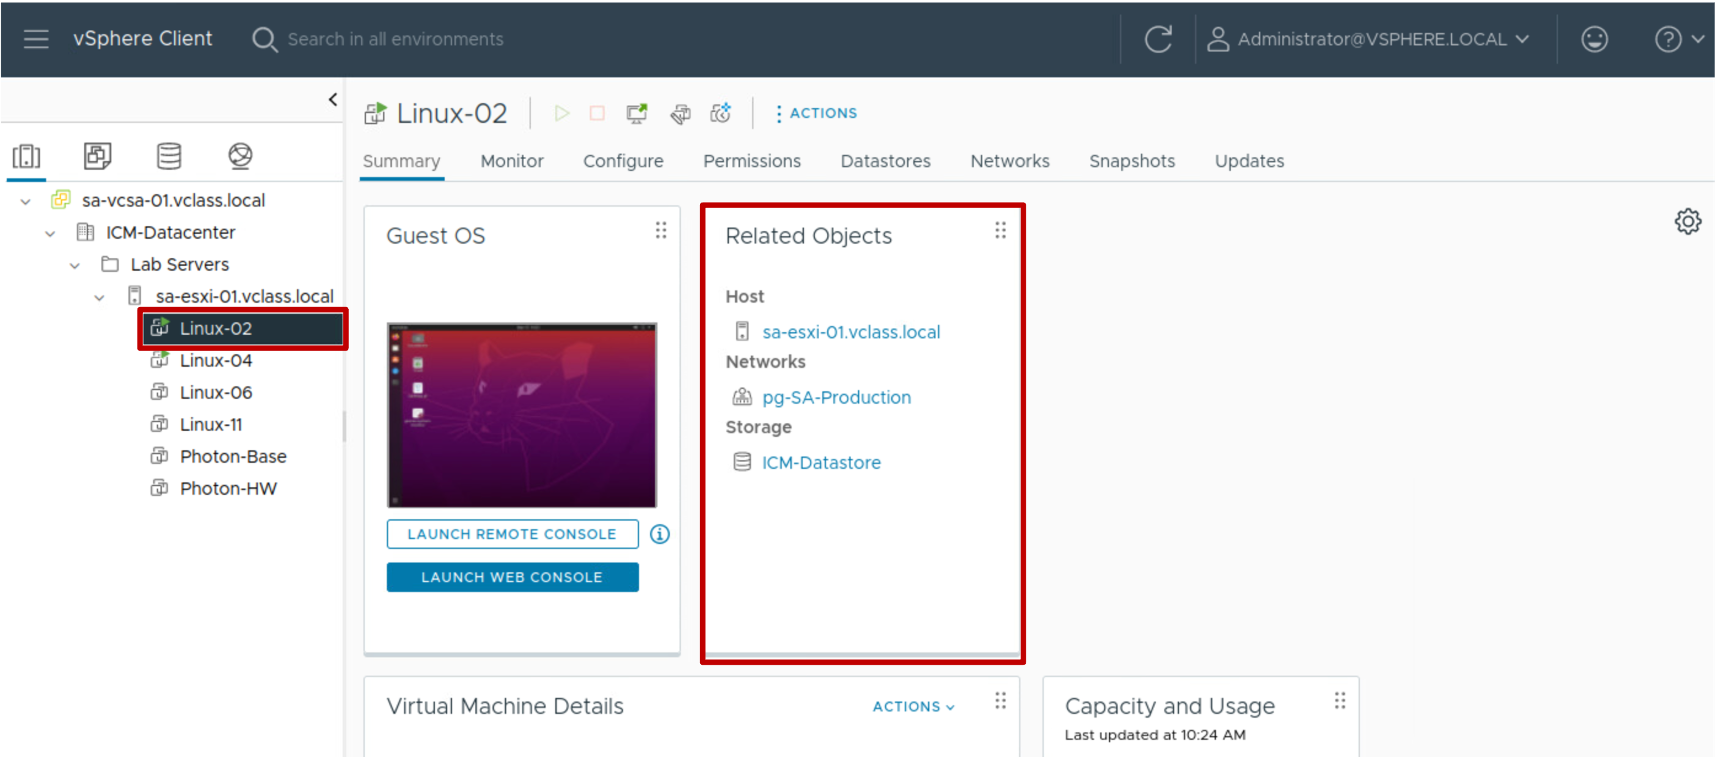 vSphere Client
Search in all environments
Administrator@VSPHERE.LOCAL
sa-vcsa-01.vclass.local
ICM-Datacenter
Lab Servers
sa-esxi-01.vclass.local
Linux-02
Linux-04
Linux-06
Linux-11
Photon-Base
Photon-HW
Linux-02
ACTIONS
Summary Monitor Configure Permissions Datastores Networks Snapshots Updates
Guest OS
LAUNCH REMOTE CONSOLE
LAUNCH WEB CONSOLE
Related Objects
Host
sa-esxi-01.vclass.local
Networks
pg-SA-Production
Storage
ICM-Datastore
Virtual Machine Details
ACTIONS
Capacity and Usage
Last updated at 10:24 AM